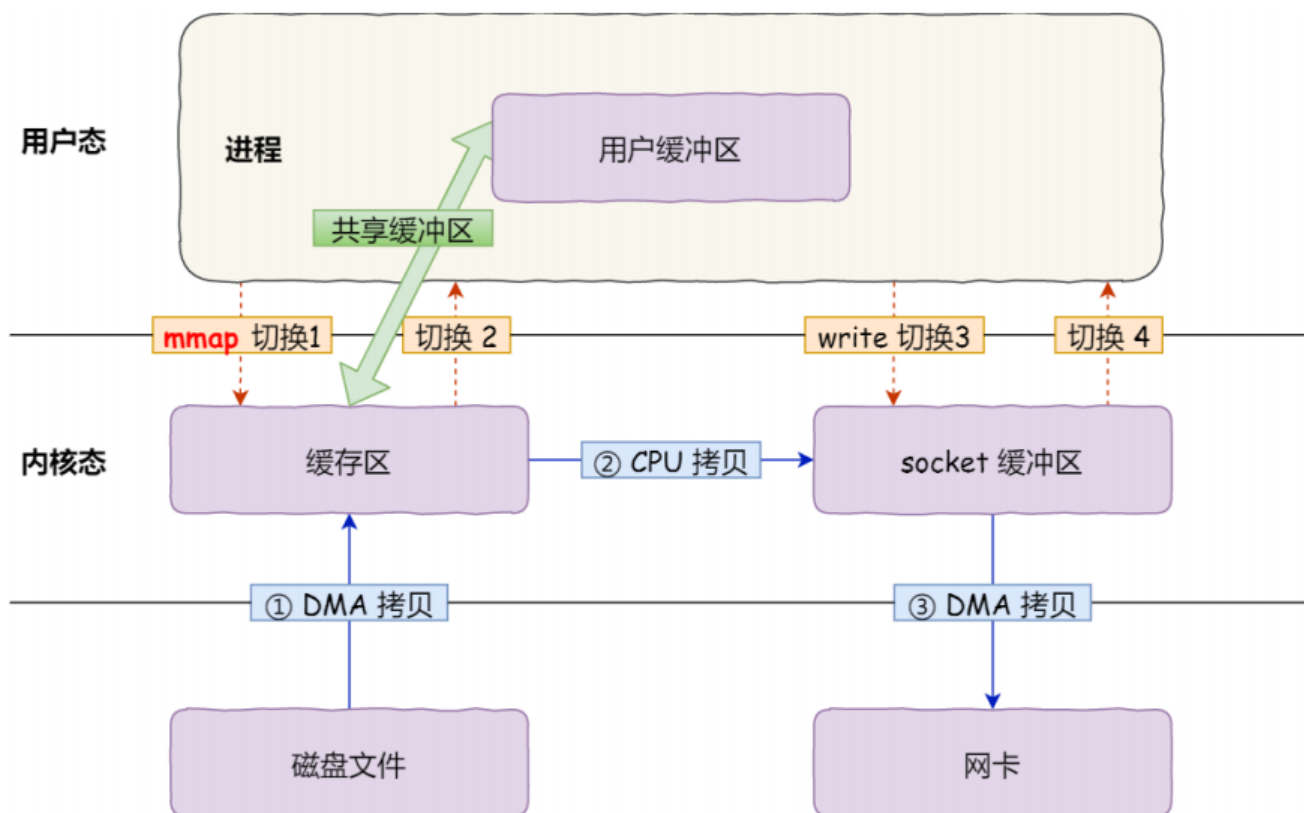 用户态
进程
用户缓冲区
共享缓冲区
mmap 切换1
切换 2
write 切换3
切换 4
内核态
缓存区
② CPU 拷贝
socket 缓冲区
① DMA 拷贝
③ DMA 拷贝
磁盘文件
网卡